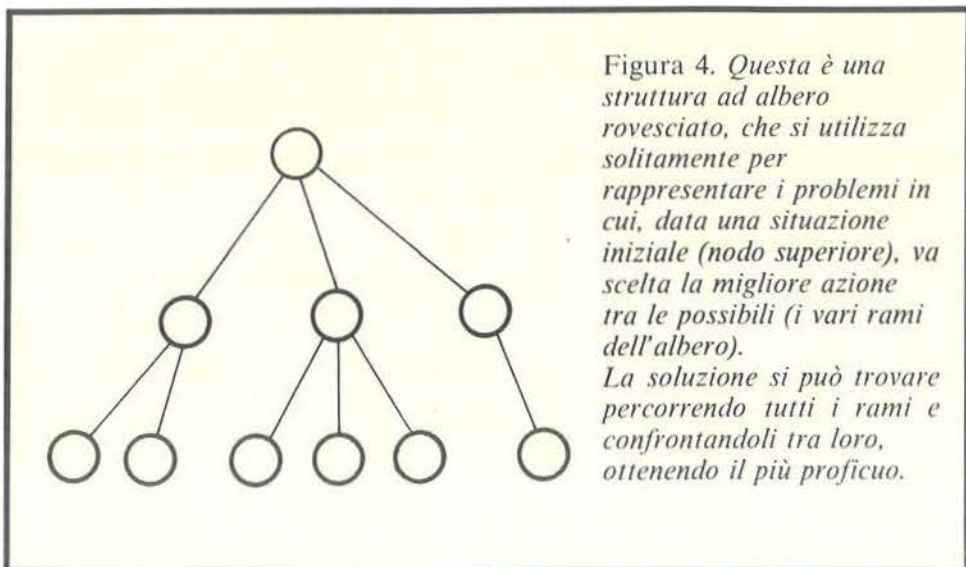 Figura 4. Questa è una
struttura ad albero
rovesciato, che si utilizza
solitamente per
rappresentare i problemi in
cui, data una situazione
iniziale (nodo superiore), va
scelta la migliore azione
tra le possibili (i vari rami
dell'albero).
La soluzione si può trovare
percorrendo tutti i rami e
confrontandoli tra loro,
ottenendo il più proficuo.